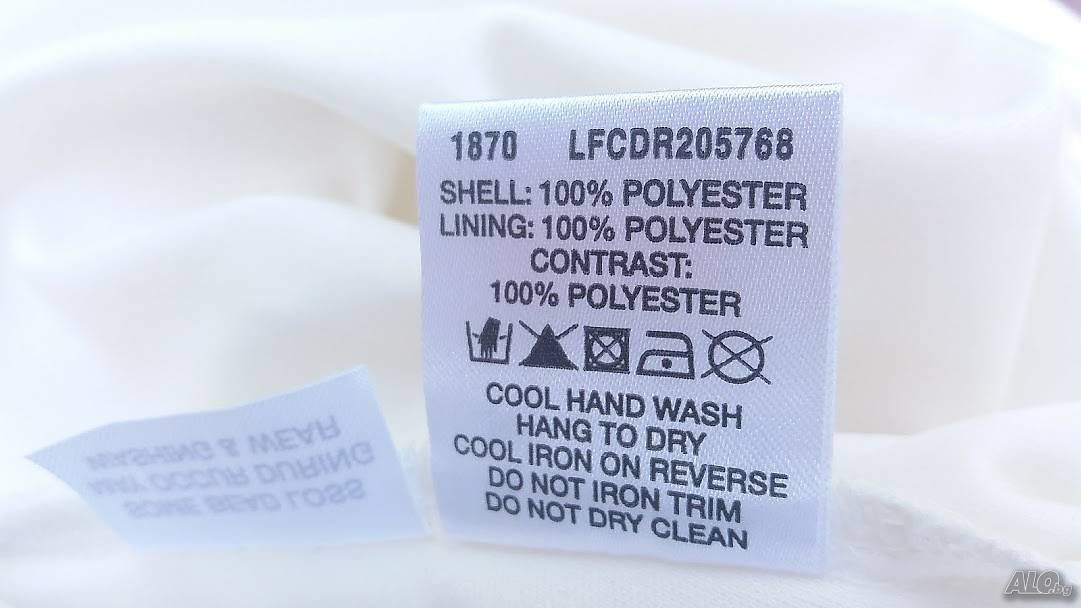 1870 LFCDR205768
SHELL: 100% POLYESTER
LINING: 100% POLYESTER
CONTRAST:
100% POLYESTER
COOL HAND WASH
HANG TO DRY
COOL IRON ON REVERSE
DO NOT IRON TRIM
DO NOT DRY CLEAN
SOME BEAD LOSS
MAY OCCUR DURING
WASHING & WEAR
ALO.bg